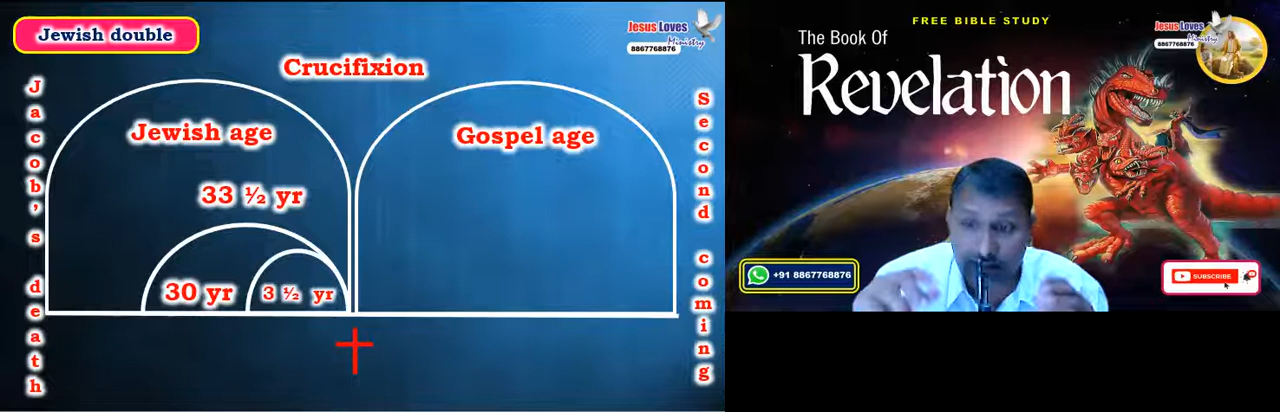 Jewish double
Jesus Loves
Ministry
8867768876
Crucifixion
Jewish age
Gospel age
33 ½ yr
30 yr
3 ½ yr
Jacob's death
Second coming
FREE BIBLE STUDY
The Book Of
Revelation
Jesus Loves
Ministry
8867768876
+91 8867768876
SUBSCRIBE